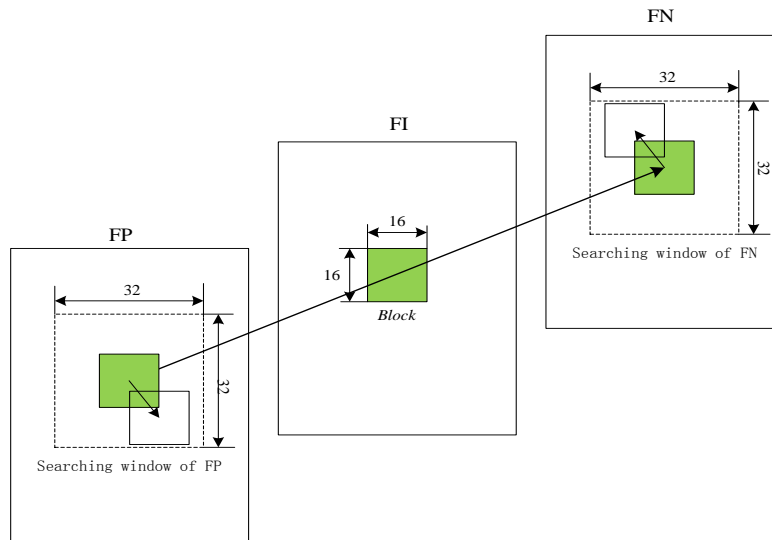 FN
32
32
Searching window of FN
FI
16
16
Block
FP
32
32
Searching window of FP